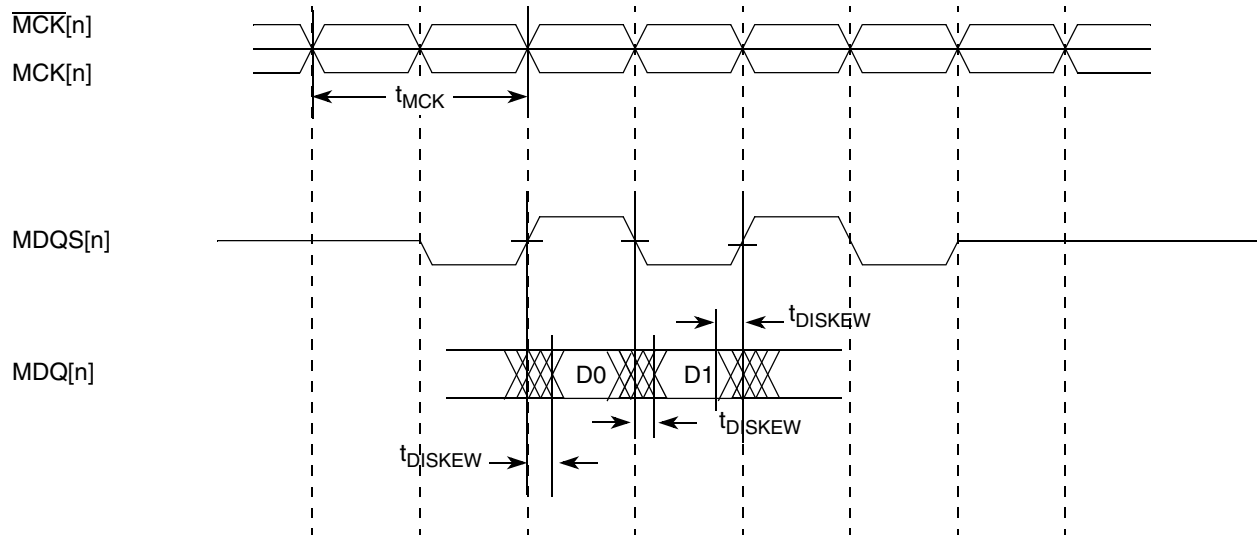 MCK[n]
MCK[n]
tMCK
MDQS[n]
tDISKEW
MDQ[n]
D0
D1
tDISKEW
tDISKEW